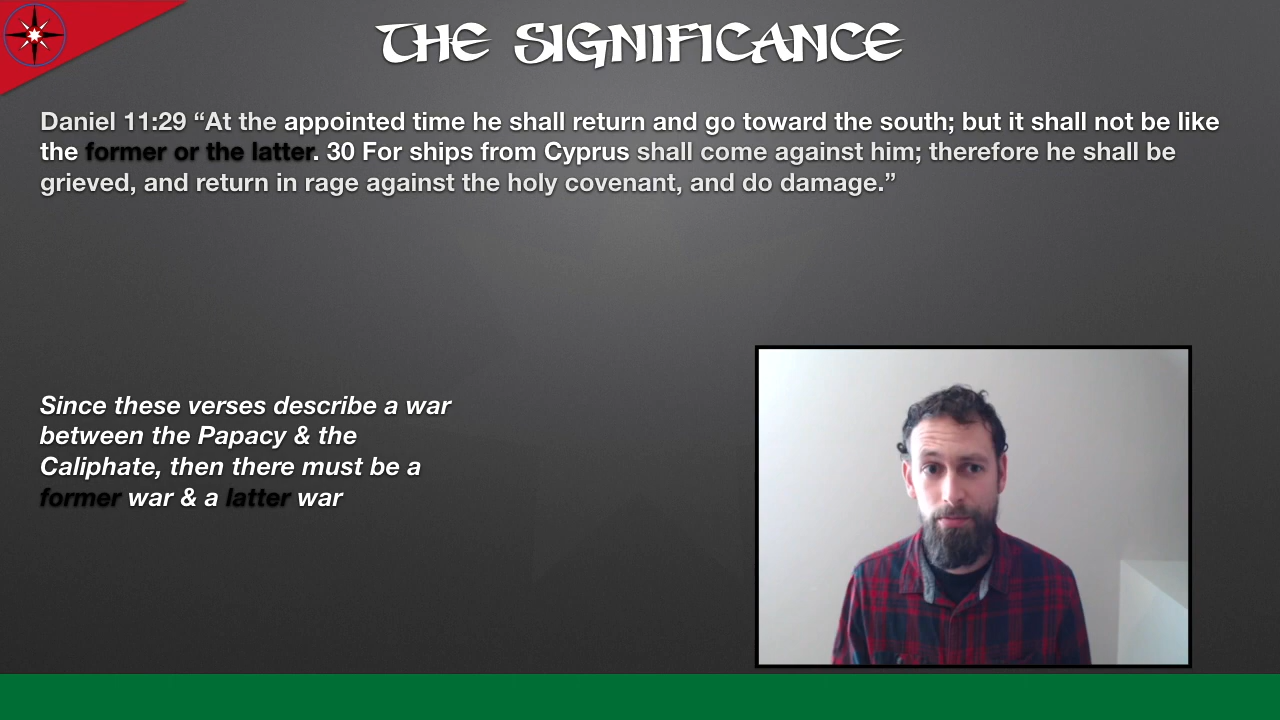 THE SIGNIFICANCE
Daniel 11:29 “At the appointed time he shall return and go toward the south; but it shall not be like
the former or the latter. 30 For ships from Cyprus shall come against him; therefore he shall be
grieved, and return in rage against the holy covenant, and do damage.”
Since these verses describe a war
between the Papacy & the
Caliphate, then there must be a
former war & a latter war